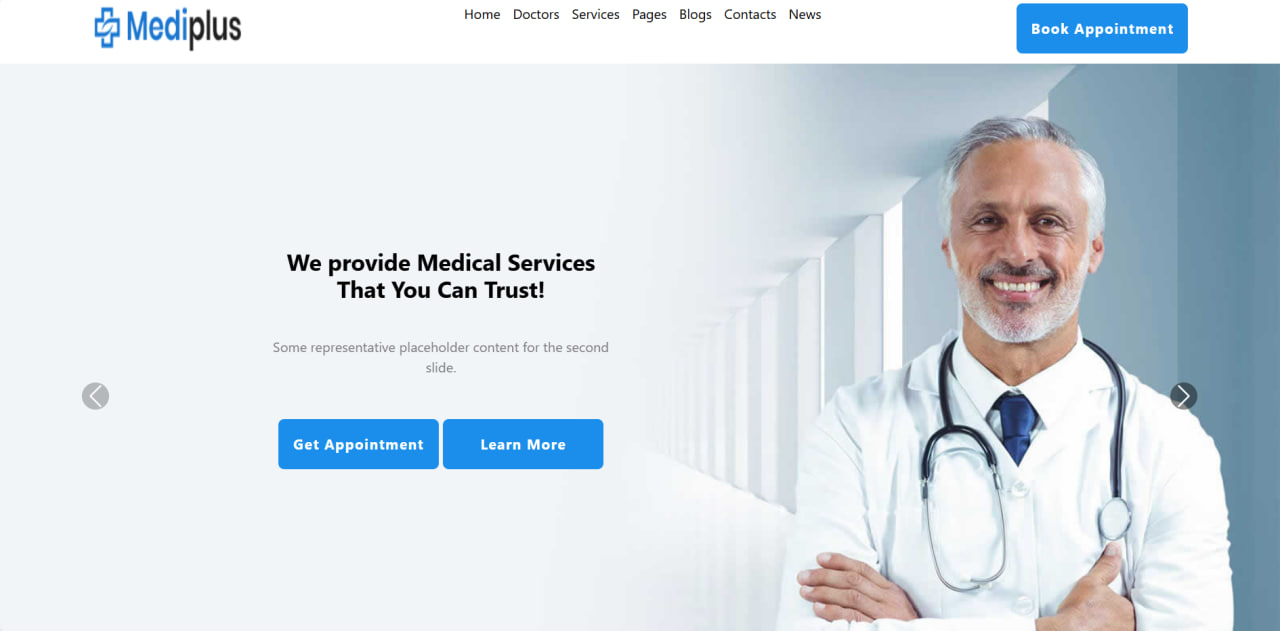 Mediplus
Home Doctors Services Pages Blogs Contacts News
Book Appointment
We provide Medical Services
That You Can Trust!
Some representative placeholder content for the second
slide.
Get Appointment Learn More